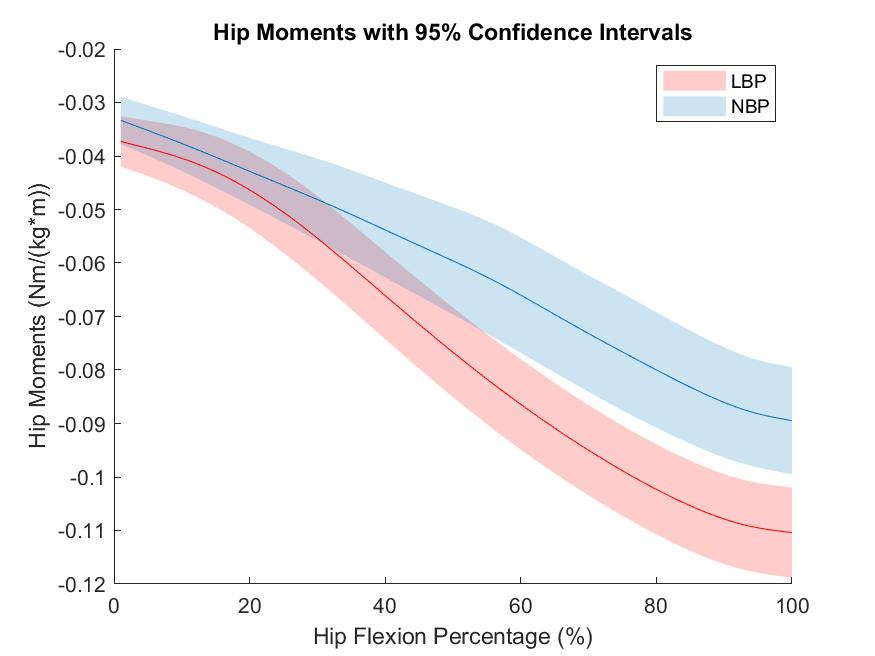 Hip Moments with 95% Confidence Intervals
LBP
NBP
Hip Moments (Nm/(kg*m))
-0.02
-0.03
-0.04
-0.05
-0.06
-0.07
-0.08
-0.09
-0.1
-0.11
-0.12
0 20 40 60 80 100
Hip Flexion Percentage (%)